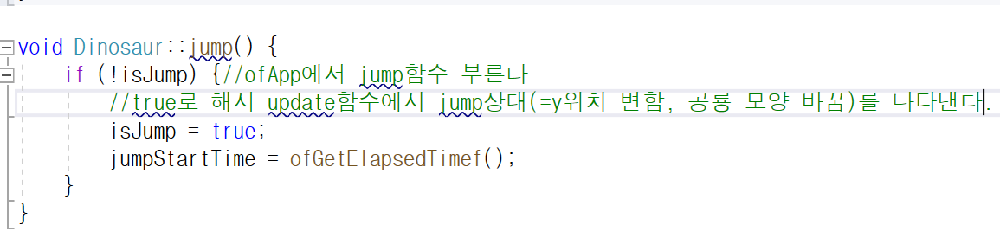 void Dinosaur::jump() {
if (!isJump) {//ofApp에서 jump함수 부른다
//true로 해서 update함수에서 jump상태(=y위치 변함, 공룡 모양 바꿈)를 나타낸다.
isJump = true;
jumpStartTime = ofGetElapsedTimef();
}
}